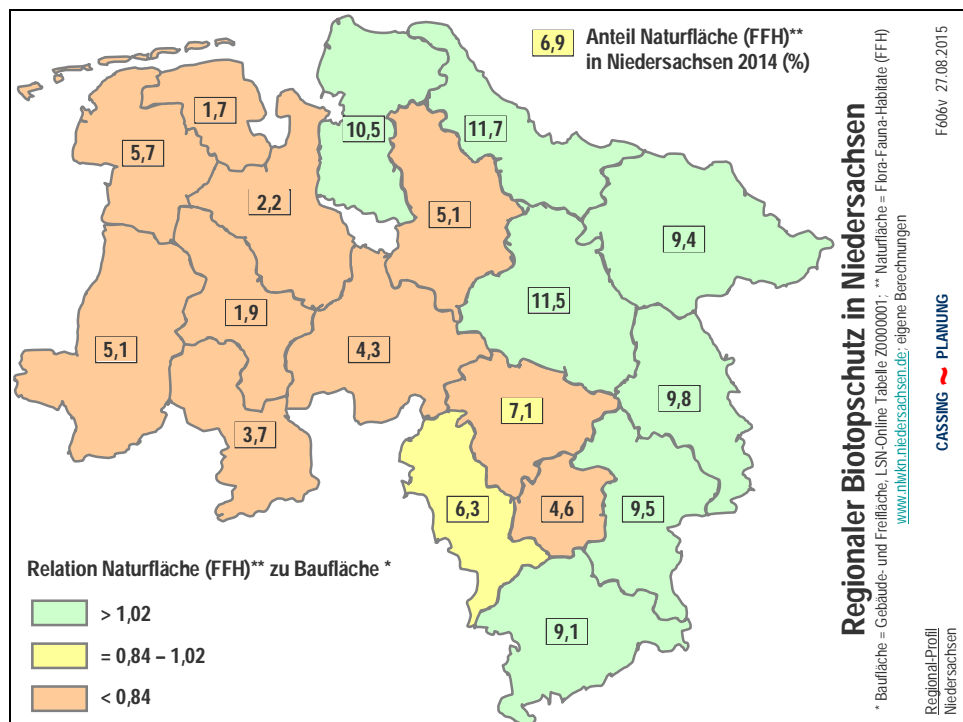 6,9
Anteil Naturfläche (FFH)**
in Niedersachsen 2014 (%)
1,7
10,5
11,7
5,7
2,2
5,1
9,4
11,5
1,9
5,1
4,3
9,8
7,1
3,7
6,3
4,6
9,5
9,1
Relation Naturfläche (FFH)** zu Baufläche *
> 1,02
= 0,84 – 1,02
< 0,84
Regionaler Biotopschutz in Niedersachsen
* Baufläche = Gebäude- und Freifläche, LSN-Online Tabelle Z0000001; ** Naturfläche = Flora-Fauna-Habitate (FFH)
www.nlwkn.niedersachsen.de; eigene Berechnungen
Regional-Profil
Niedersachsen
CASSING ~ PLANUNG
F606v 27.08.2015